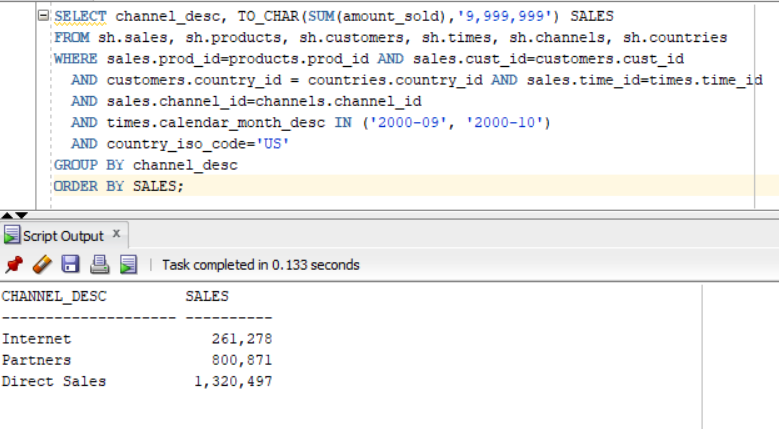 SELECT channel_desc, TO_CHAR(SUM(amount_sold),'9,999,999') SALES
FROM sh.sales, sh.products, sh.customers, sh.times, sh.channels, sh.countries
WHERE sales.prod_id=products.prod_id AND sales.cust_id=customers.cust_id
AND customers.country_id = countries.country_id AND sales.time_id=times.time_id
AND sales.channel_id=channels.channel_id
AND times.calendar_month_desc IN ('2000-09', '2000-10')
AND country_iso_code='US'
GROUP BY channel_desc
ORDER BY SALES;
Script Output x
Task completed in 0.133 seconds
CHANNEL_DESC SALES
-------------------- ----------
Internet 261,278
Partners 800,871
Direct Sales 1,320,497